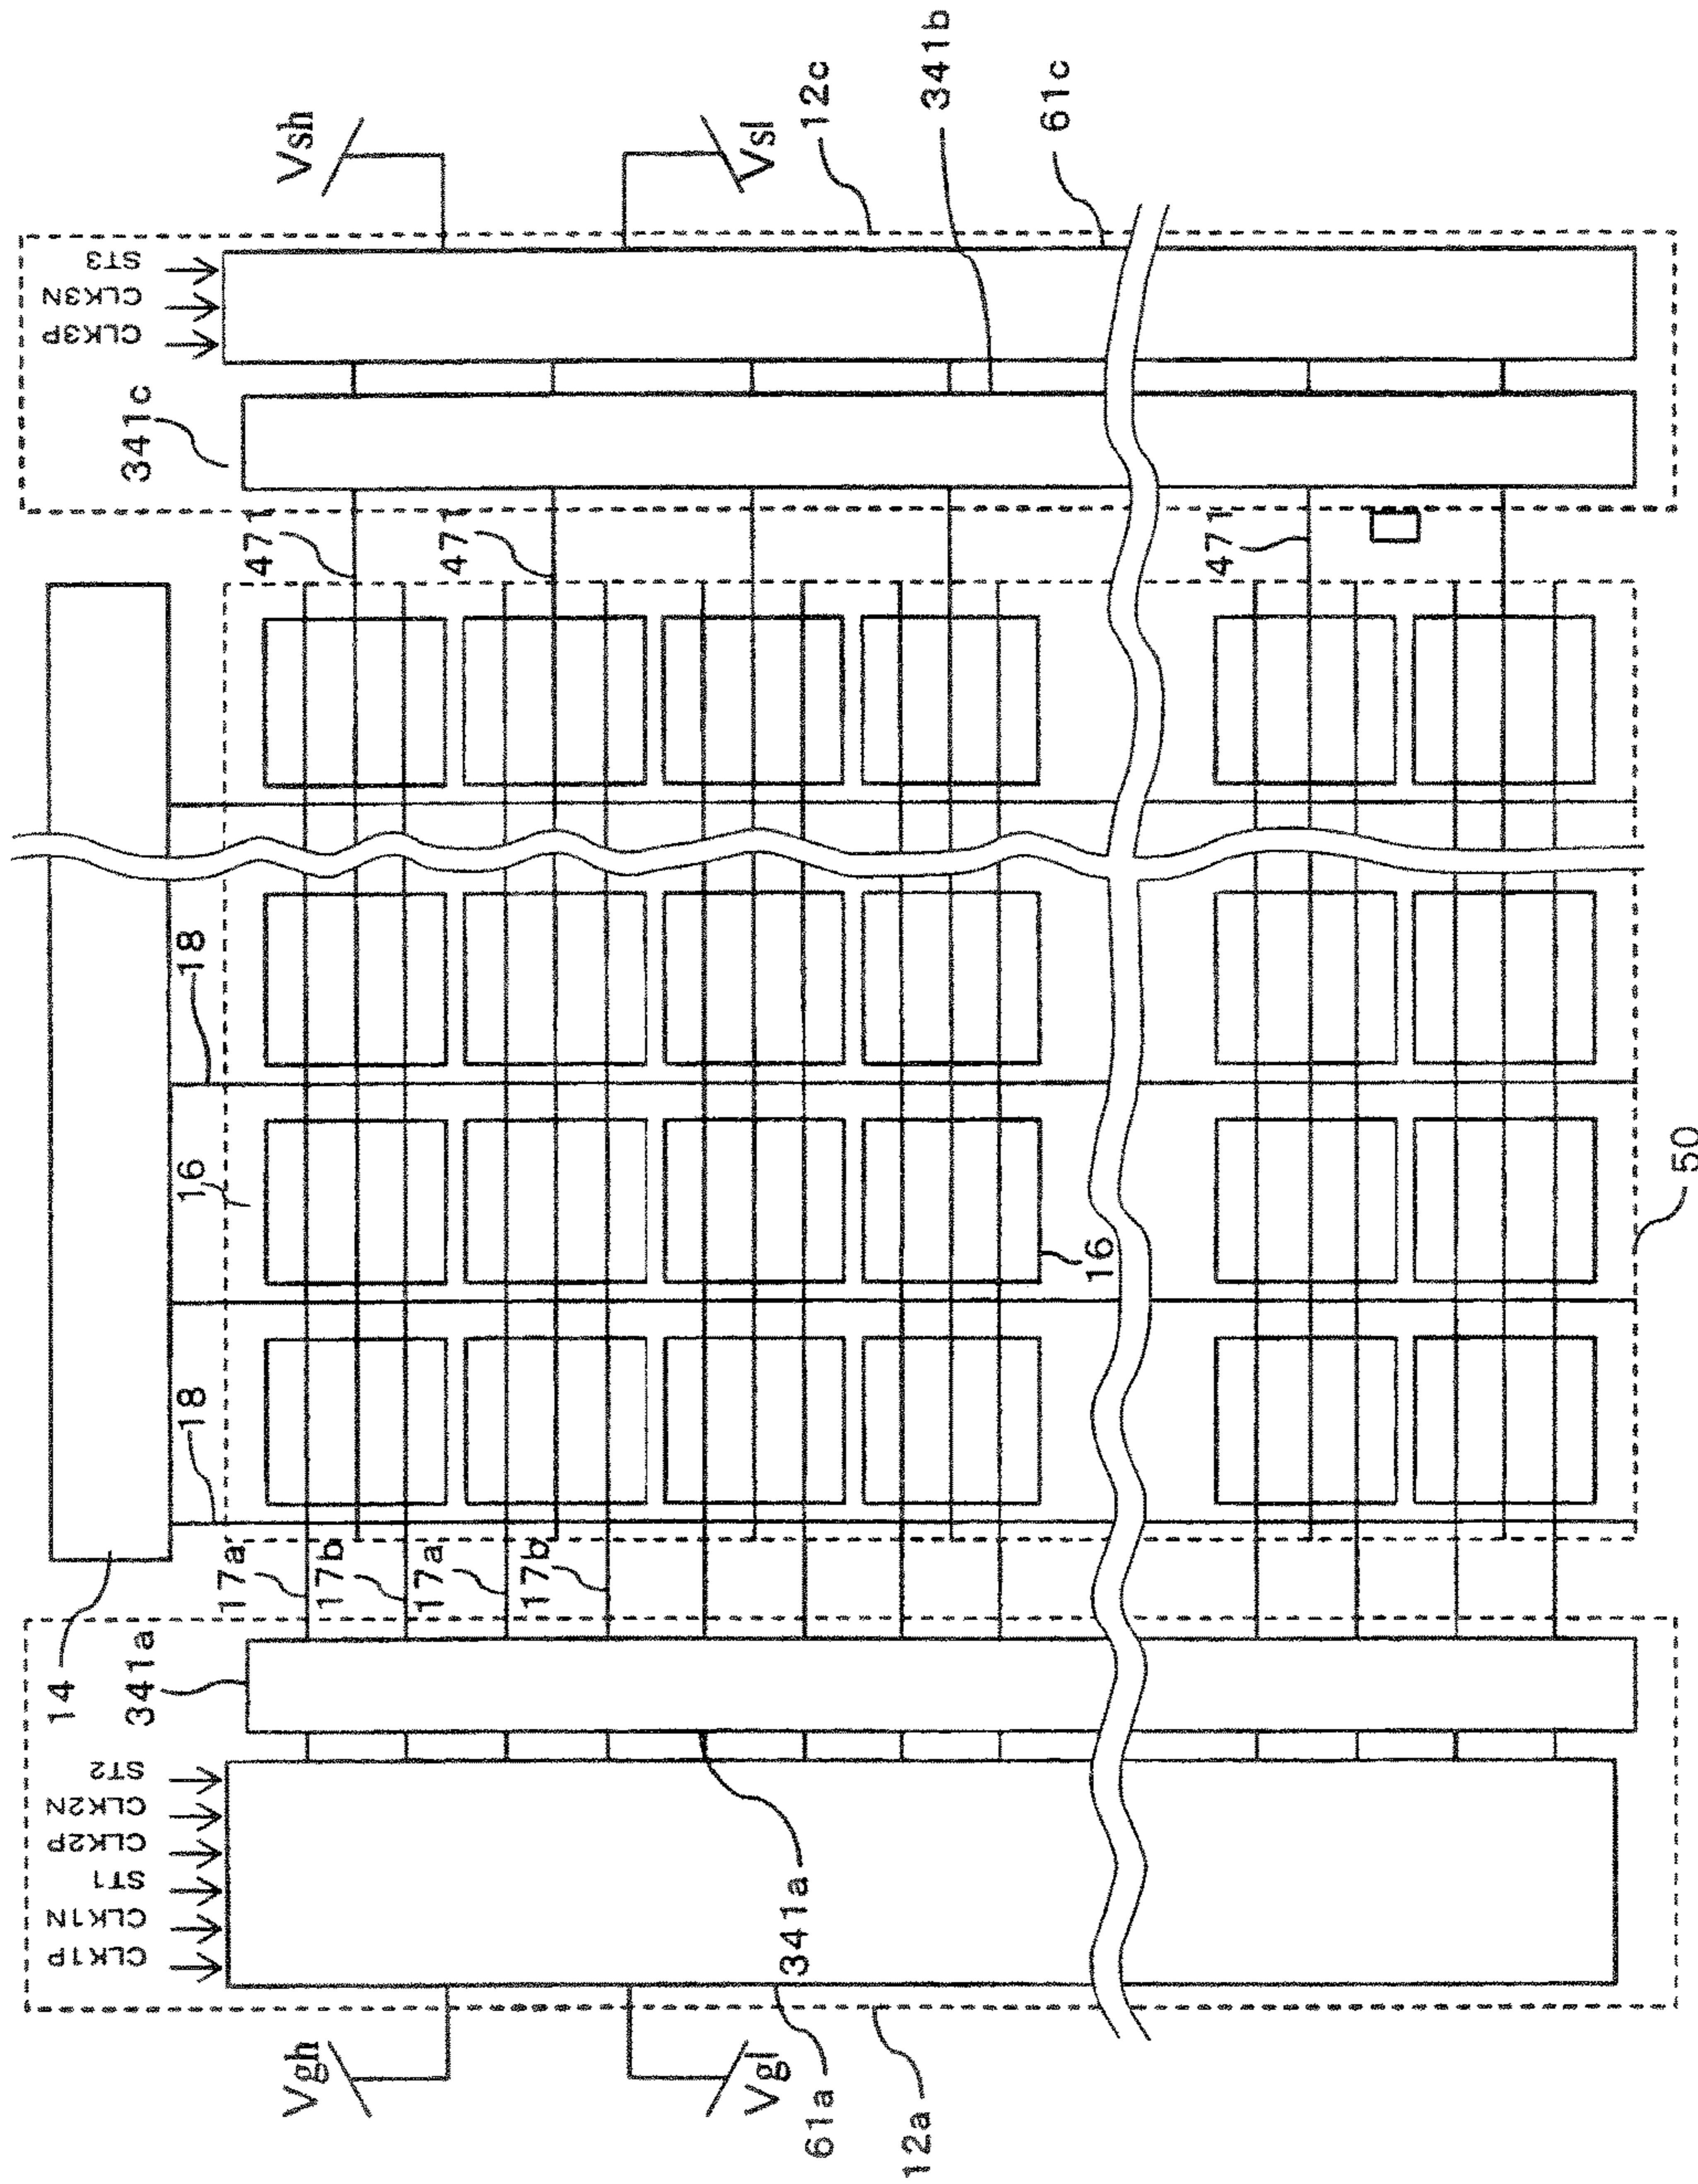 Vsh
Vsl
12c
341b
61c
ST3
CLK3N
CLK3P
341c
471
471
471
18
16
16
18
50
17a
17b
17a
17b
14
341a
ST2
CLK2N
CLK2P
ST1
CLK1N
CLK1P
341a
Vgh
Vgl
61a
12a